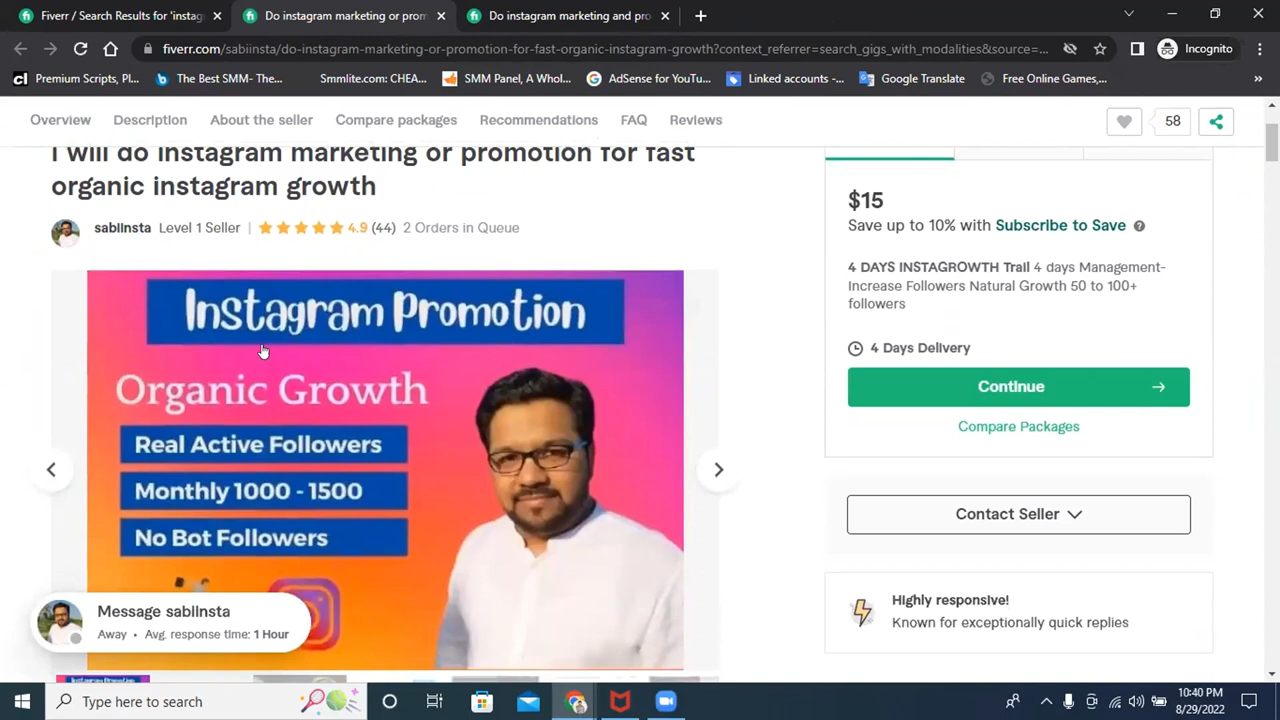 Fiverr / Search Results for 'instag
Do instagram marketing or prom
Do instagram marketing and pro
Incognito
fiverr.com/sabiinsta/do-instagram-marketing-or-promotion-for-fast-organic-instagram-growth?context_referrer=search_gigs_with_modalities&source=...
Premium Scripts, Pl...
The Best SMM- The...
Smmlite.com: CHEA...
SMM Panel, A Whol...
AdSense for YouTu...
Linked accounts -...
Google Translate
Free Online Games,...
Overview
Description
About the seller
Compare packages
Recommendations
FAQ
Reviews
58
I will do instagram marketing or promotion for fast
organic instagram growth
sabiinsta Level 1 Seller | 4.9 (44) 2 Orders in Queue
Instagram Promotion
Organic Growth
Real Active Followers
Monthly 1000 - 1500
No Bot Followers
Message sabiinsta
Away • Avg. response time: 1 Hour
$15
Save up to 10% with Subscribe to Save
4 DAYS INSTAGROWTH Trail 4 days Management-
Increase Followers Natural Growth 50 to 100+
followers
4 Days Delivery
Continue
Compare Packages
Contact Seller
Highly responsive!
Known for exceptionally quick replies
Type here to search
10:40 PM
8/29/2022